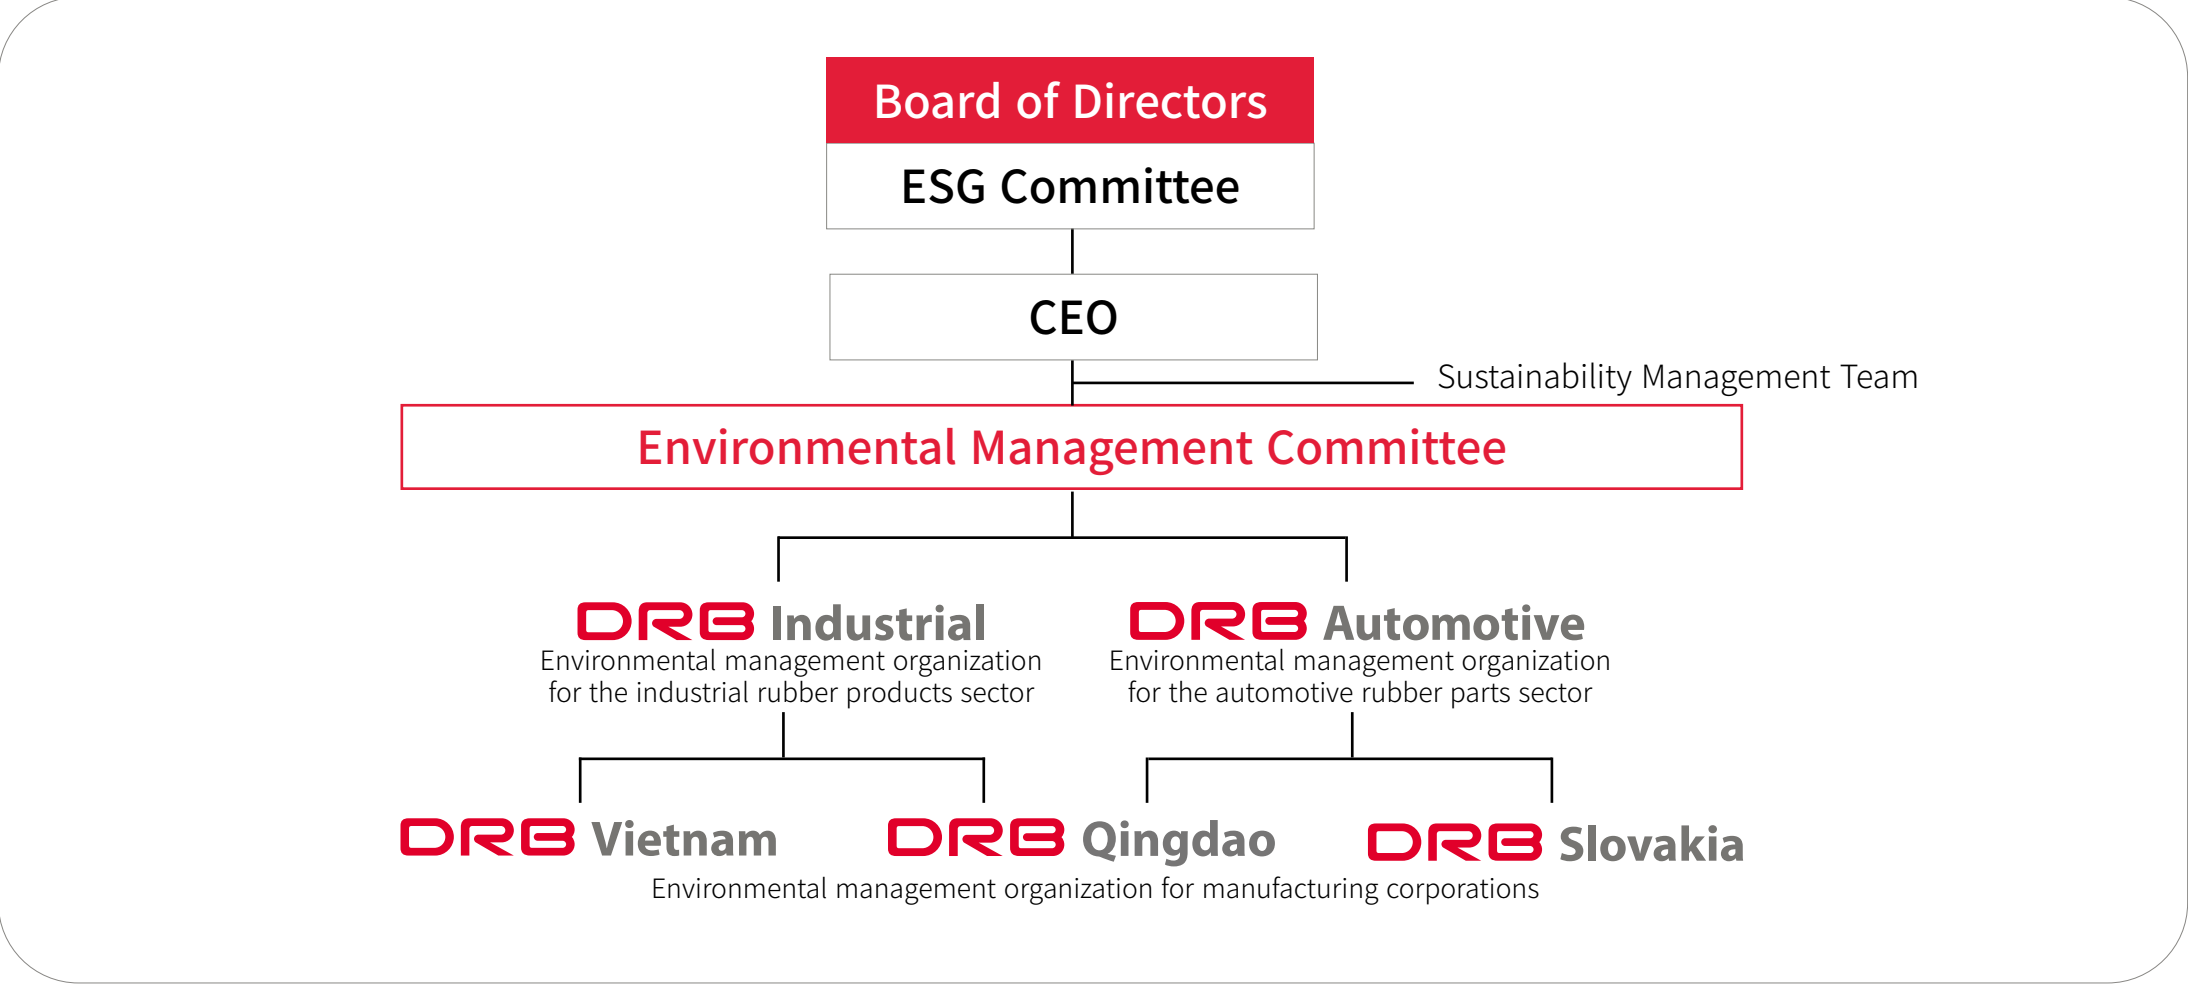 Board of Directors
ESG Committee
CEO
Sustainability Management Team
Environmental Management Committee
DRB Industrial
Environmental management organization
for the industrial rubber products sector
DRB Automotive
Environmental management organization
for the automotive rubber parts sector
DRB Vietnam
DRB Qingdao
DRB Slovakia
Environmental management organization for manufacturing corporations